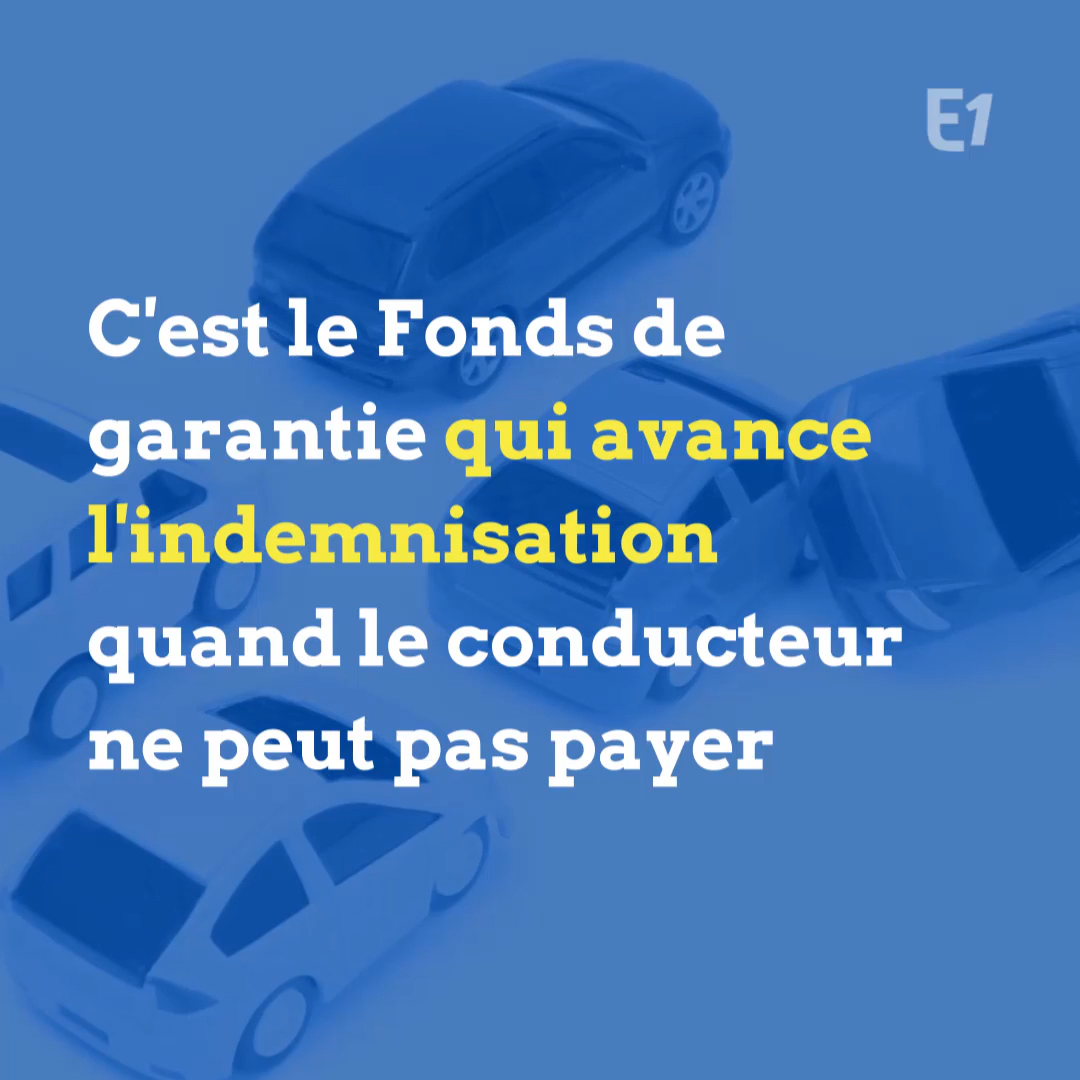 E1
C'est le Fonds de
garantie qui avance
l'indemnisation
quand le conducteur
ne peut pas payer